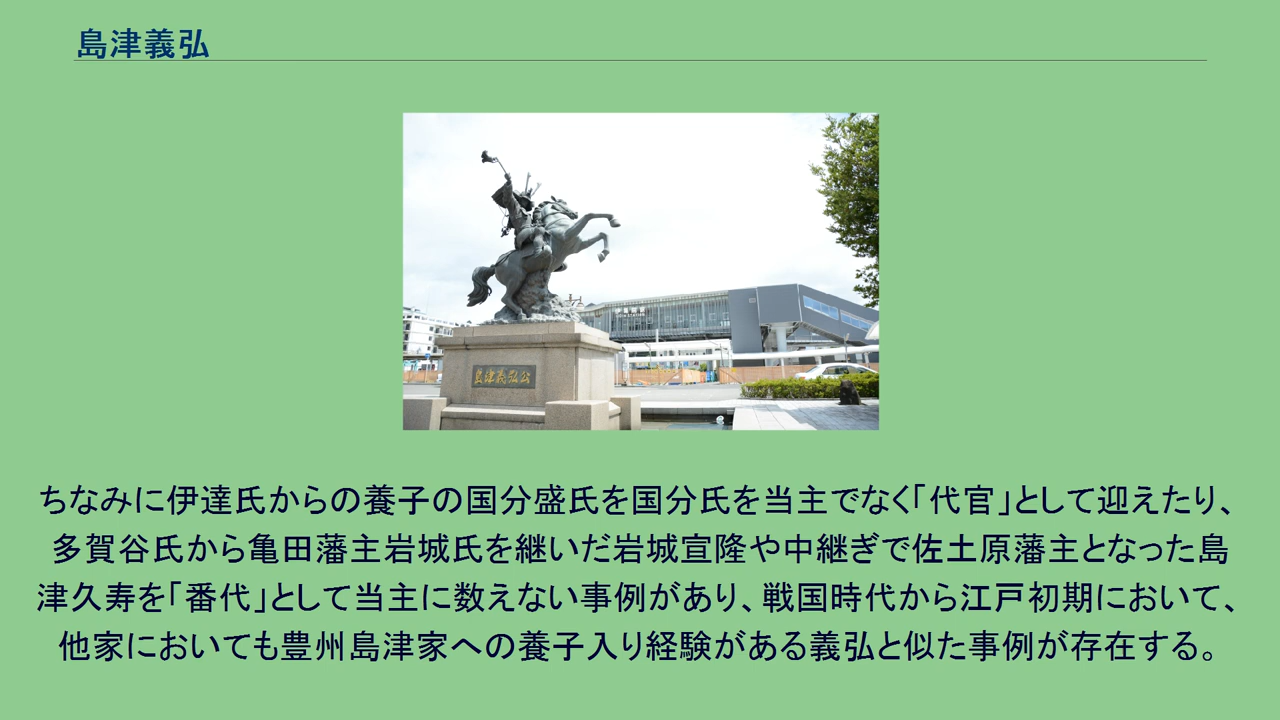 島津義弘
島津義弘公
ちなみに伊達氏からの養子の国分盛氏を国分氏を当主でなく「代官」として迎えたり、
多賀谷氏から亀田藩主岩城氏を継いだ岩城宣隆や中継ぎで佐土原藩主となった島
津久寿を「番代」として当主に数えない事例があり、戦国時代から江戸初期において、
他家においても豊州島津家への養子入り経験がある義弘と似た事例が存在する。